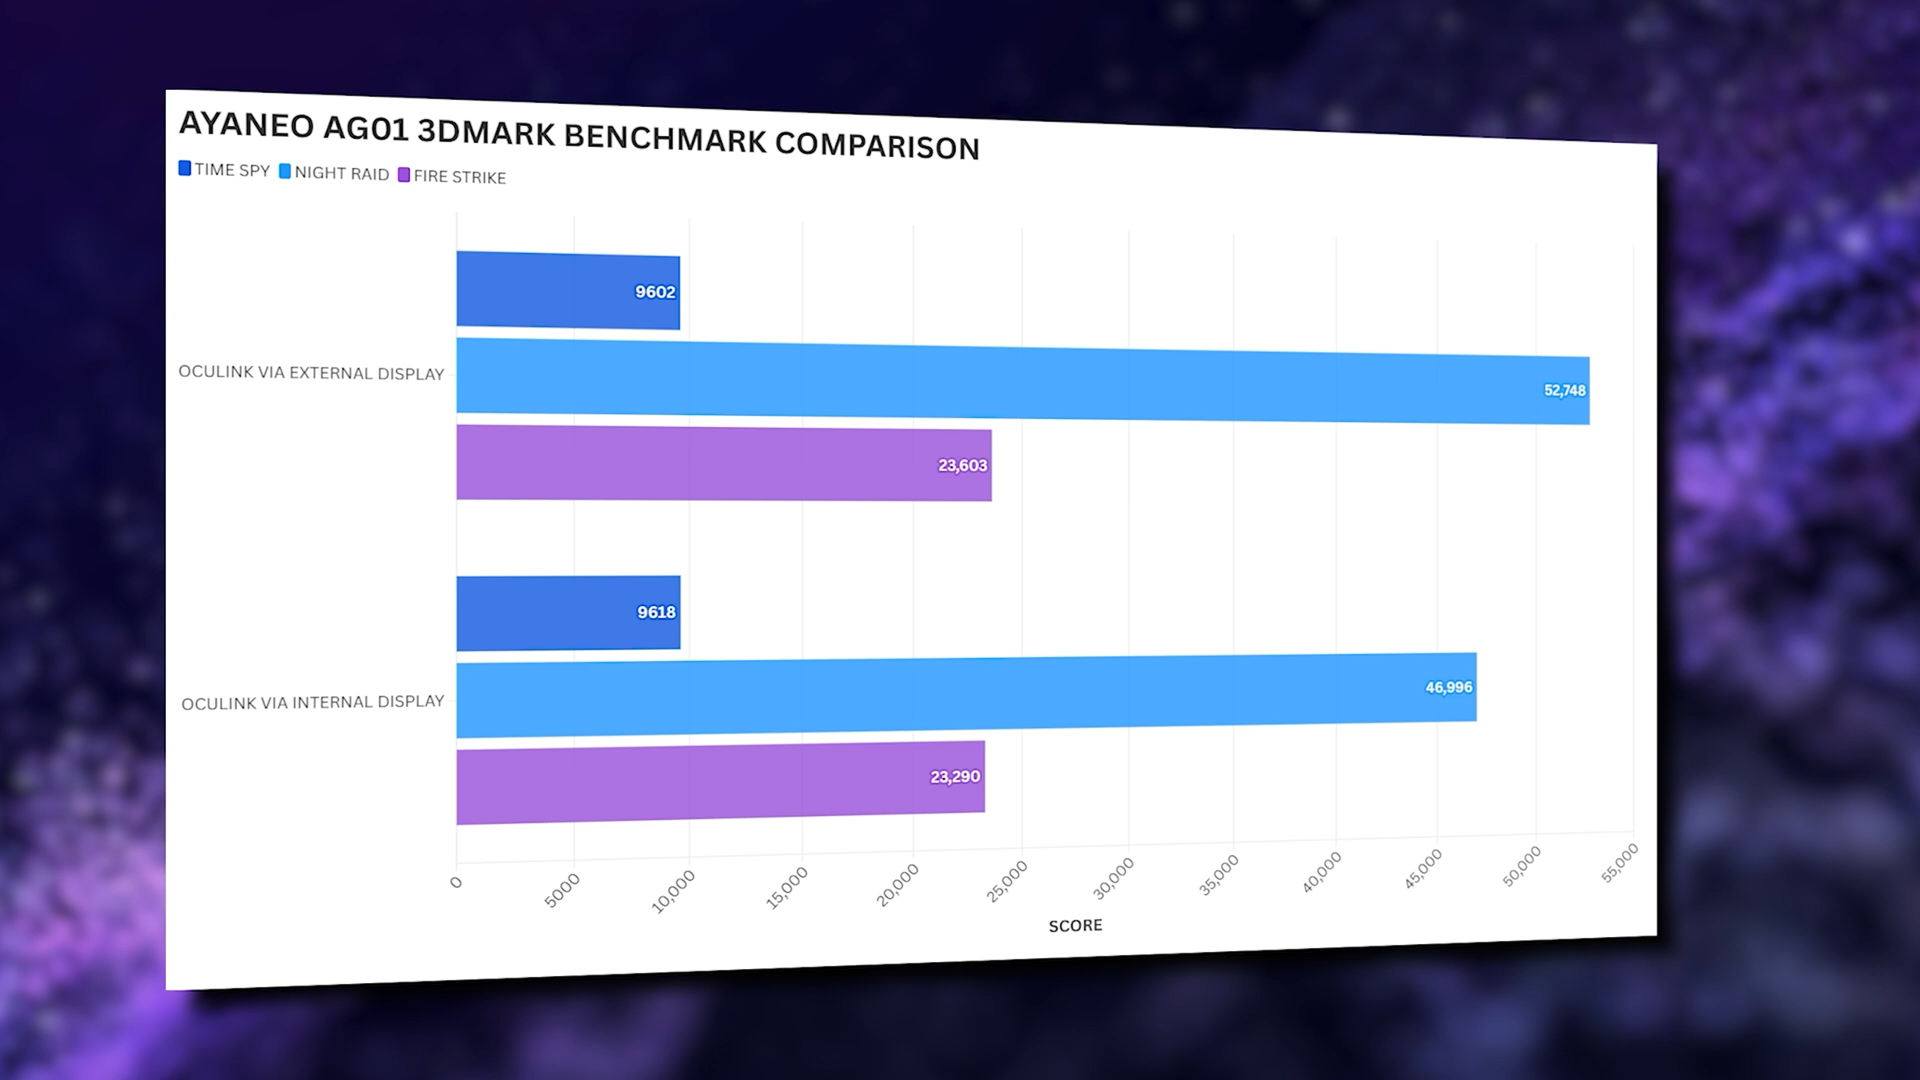 AYANEO AG01 3DMARK BENCHMARK COMPARISON
TIME SPY NIGHT RAID FIRE STRIKE
9602
OCULINK VIA EXTERNAL DISPLAY
52,748
23,603
9618
OCULINK VIA INTERNAL DISPLAY
46,996
23,290
0 5000 10,000 15,000 20,000 25,000 30,000 35,000 40,000 45,000 50,000 55,000
SCORE